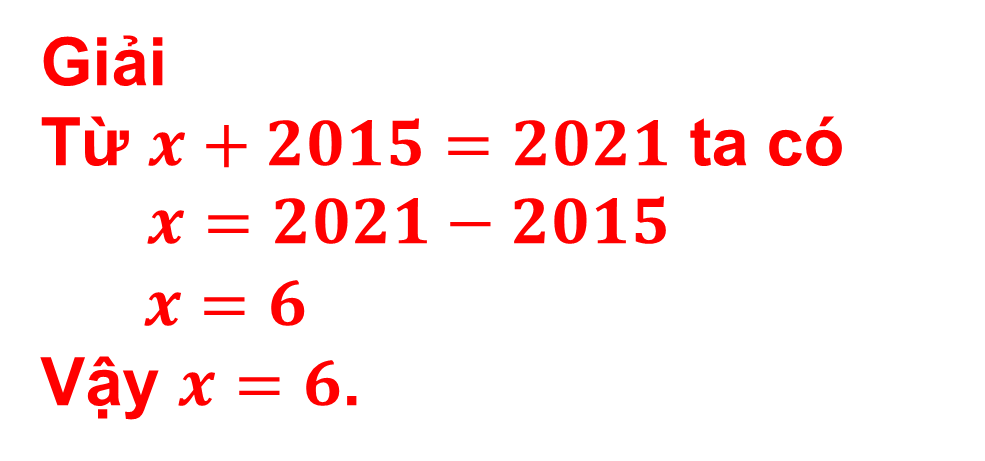 Giải
Từ x + 2015 = 2021 ta có
x = 2021 − 2015
x = 6
Vậy x = 6.